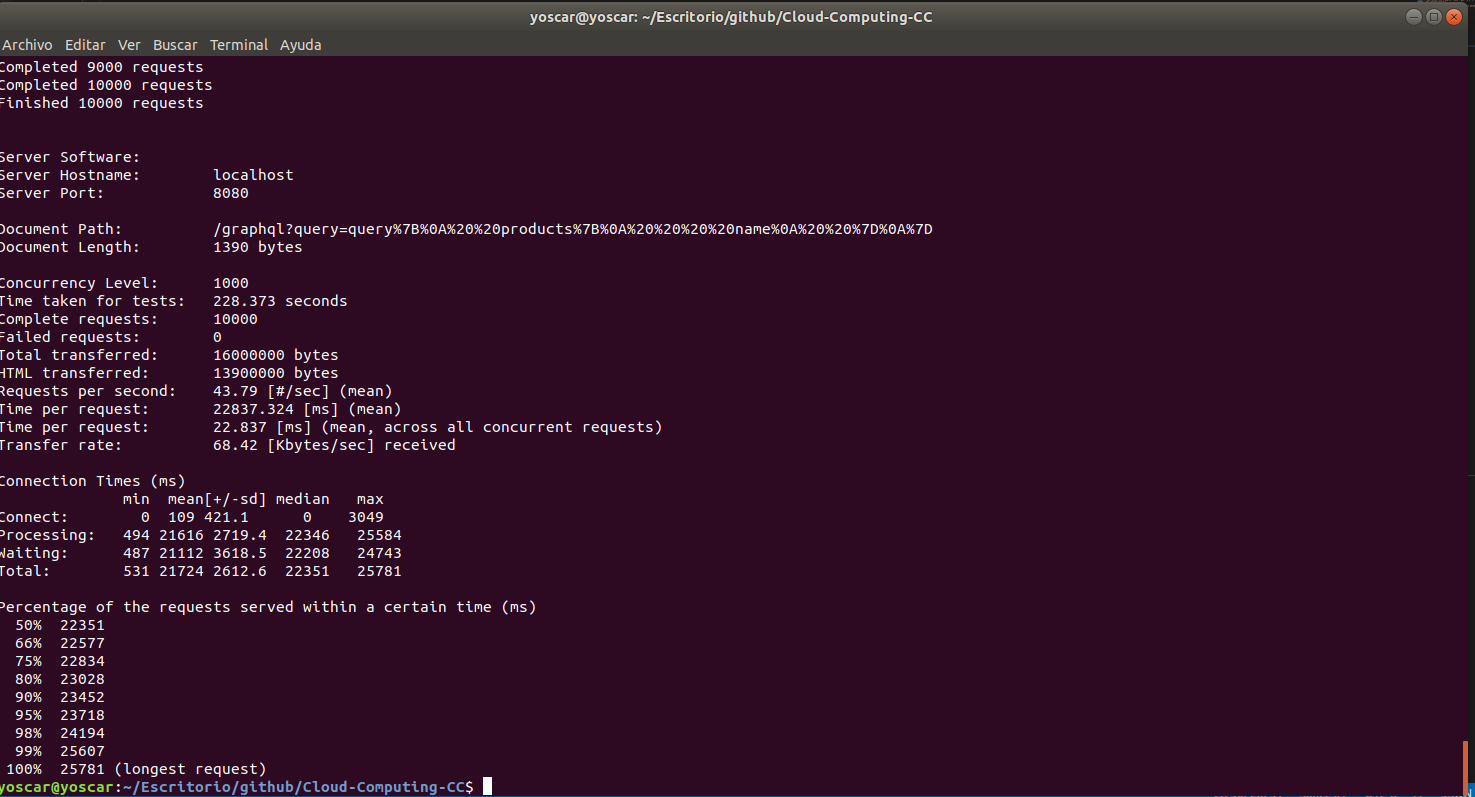 yoscar@yoscar: ~/Escritorio/github/Cloud-Computing-CC
Archivo Editar Ver Buscar Terminal Ayuda
Completed 9000 requests
Completed 10000 requests
Finished 10000 requests
Server Software:
Server Hostname:        localhost
Server Port:            8080
Document Path:          /graphql?query=query%7B%0A%20%20products%7B%0A%20%20%20%20name%0A%20%20%7D%0A%7D
Document Length:        1390 bytes
Concurrency Level:      1000
Time taken for tests:   228.373 seconds
Complete requests:      10000
Failed requests:        0
Total transferred:      16000000 bytes
HTML transferred:       13900000 bytes
Requests per second:    43.79 [#/sec] (mean)
Time per request:       22837.324 [ms] (mean)
Time per request:       22.837 [ms] (mean, across all concurrent requests)
Transfer rate:          68.42 [Kbytes/sec] received
Connection Times (ms)
              min  mean[+/-sd] median   max
Connect:        0  109 421.1      0    3049
Processing:   494 21616 2719.4  22346   25584
Waiting:      487 21112 3618.5  22208   24743
Total:        531 21724 2612.6  22351   25781
Percentage of the requests served within a certain time (ms)
  50%  22351
  66%  22577
  75%  22834
  80%  23028
  90%  23452
  95%  23718
  98%  24194
  99%  25607
 100%  25781 (longest request)
yoscar@yoscar:~/Escritorio/github/Cloud-Computing-CC$